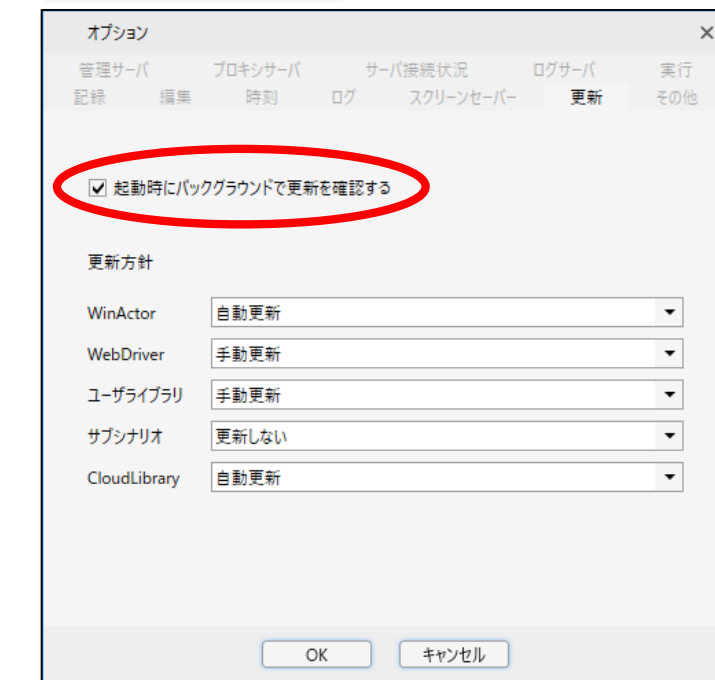 オプション
管理サーバ プロキシサーバ サーバ接続状況 ログサーバ 実行
記録 編集 時刻 ログ スクリーンセーバー 更新 その他
起動時にバックグラウンドで更新を確認する
更新方針
WinActor 自動更新
WebDriver 手動更新
ユーザライブラリ 手動更新
サブシナリオ 更新しない
CloudLibrary 自動更新
OK キャンセル